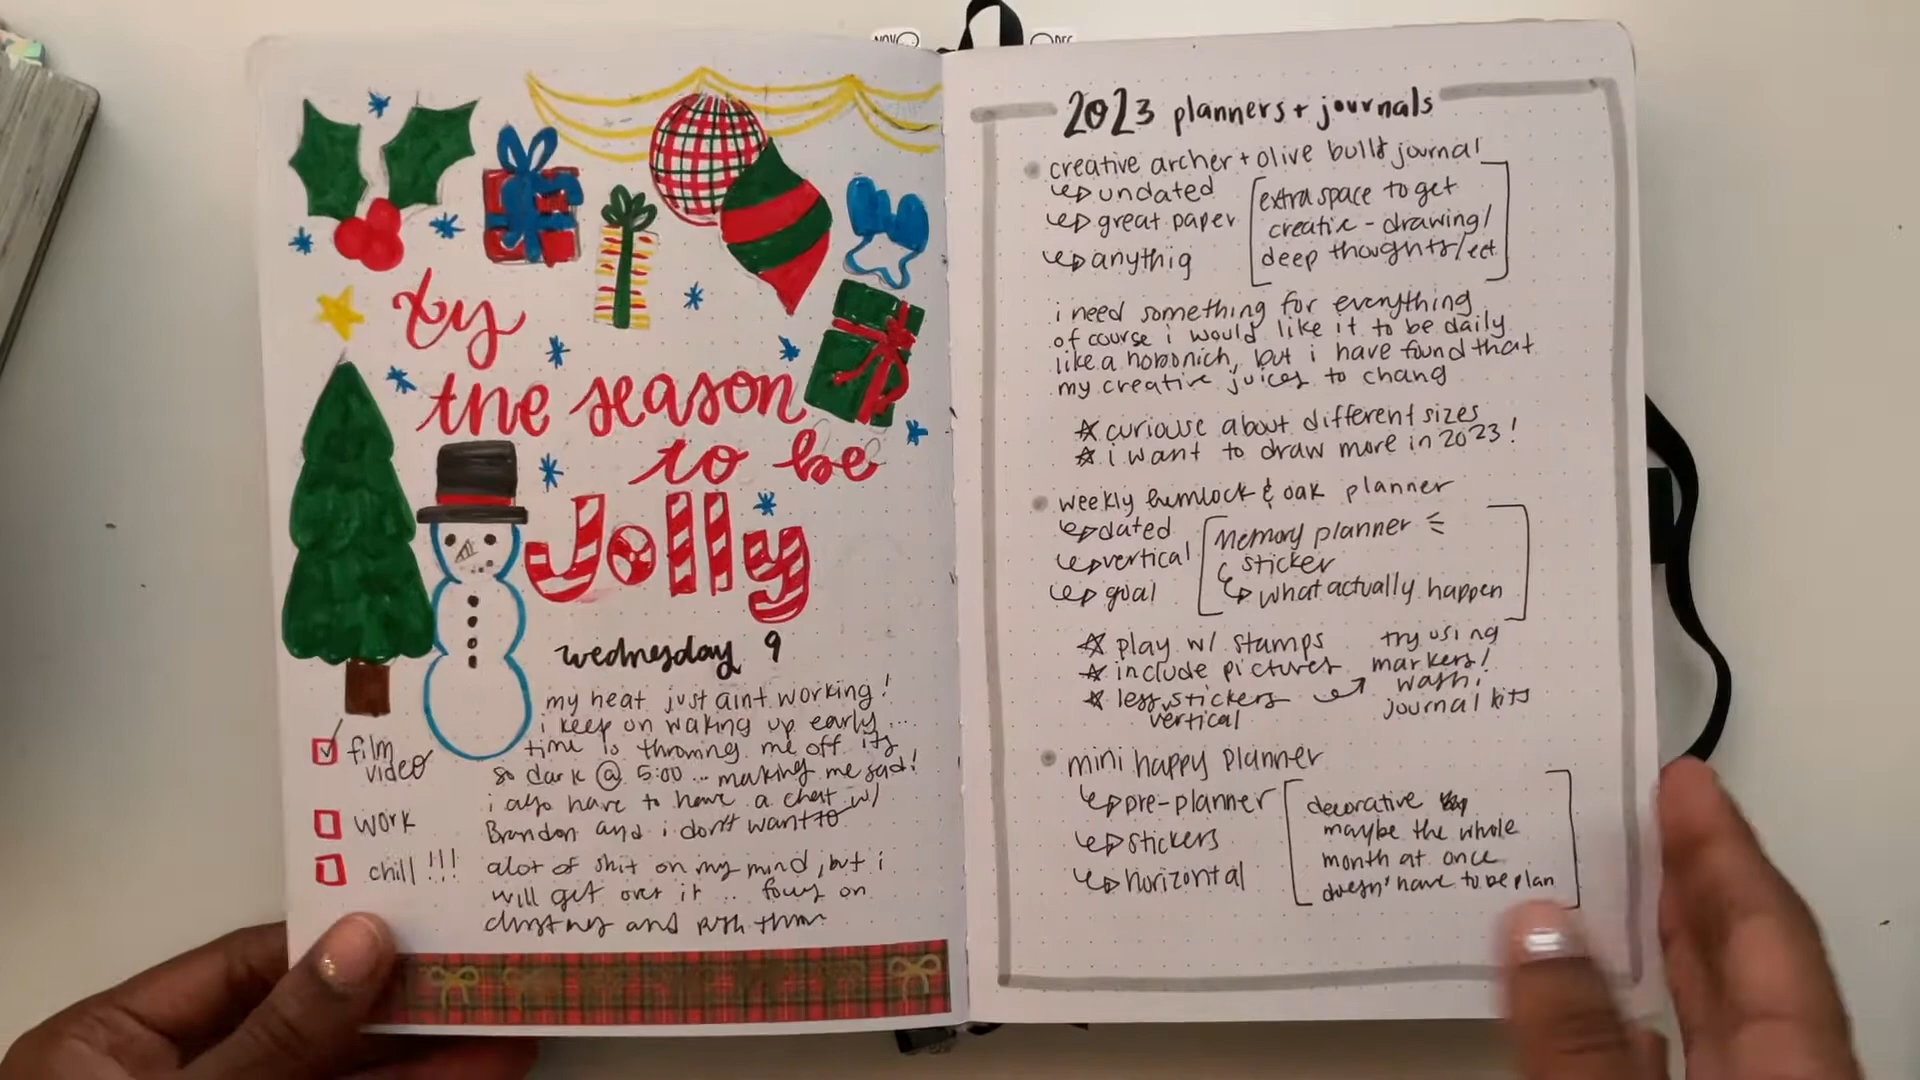 NOV
DEC
try
the season
to be
Jolly
wednesday 9
my heat just aint working!
i keep on waking up early...
time is throwing me off its
so dark @ 5:00... making me sad!
i also have to have a chat w/
Brandon and i don't want to
alot of shit on my mind, but i
will get over it .. focus on
and push thru
film
video
work
chill!!!
2023 planners + journals
creative archer + olive bullet journal
undated
great paper
anythig
extra space to get
creative - drawing/
deep thoughts/ect
i need something for everything
of course i would like it to be daily
like a hobonich, but i have found that
my creative juices to chang
curiouse about different sizes
i want to draw more in 2023!
weekly hemlock & oak planner
dated
vertical
goal
Memory planner
sticker
what actually happen
play w/ stamps
include pictures
less stickers
vertical
try using
markers!
washi
journal kits
mini happy planner
pre-planner
stickers
horizontal
decorative
maybe the whole
month at once
doesn' have to be plan